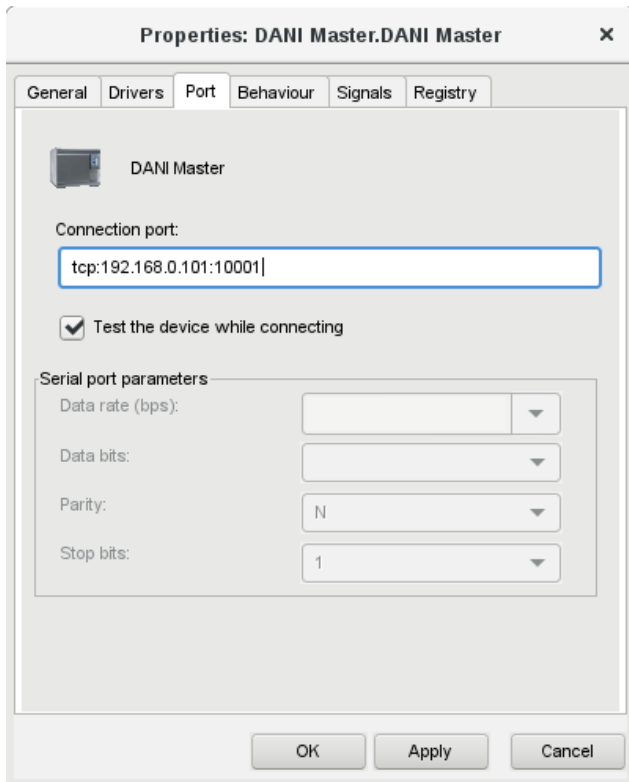 Properties: DANI Master.DANI Master
General Drivers Port Behaviour Signals Registry
DANI Master
Connection port:
tcp:192.168.0.101:10001
Test the device while connecting
Serial port parameters
Data rate (bps):
Data bits:
Parity: N
Stop bits: 1
OK Apply Cancel